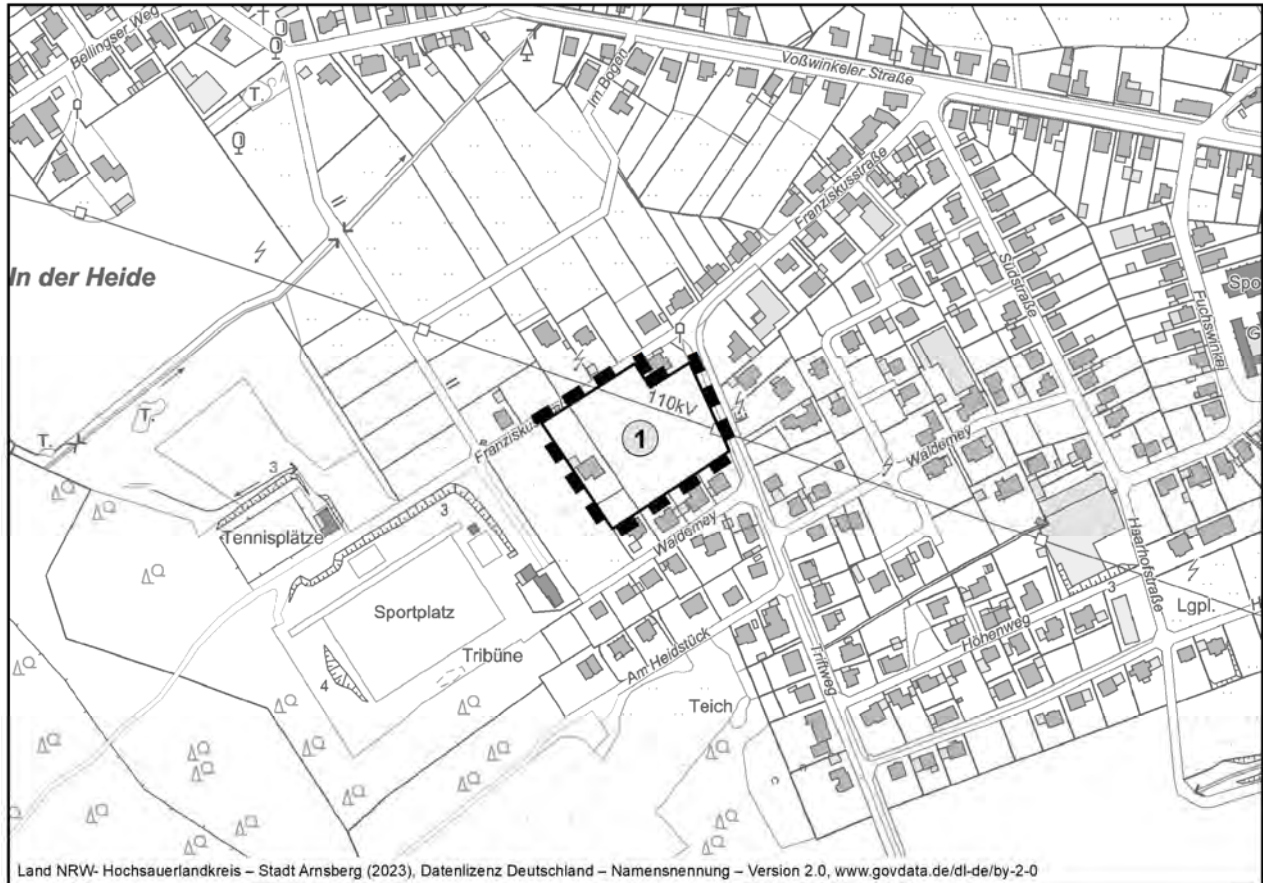 Bellingser Weg
T.
Im Bogen
Voßwinkeler Straße
Franziskusstraße
Südstraße
Fuchswinkel
Spo
G
In der Heide
110kV
1
T.
T.
Waldemey
3
Tennisplätze
3
Waldemey
Sportplatz
Haarhofstraße
3
Lgpl.
H
Tribüne
Höhenweg
4
Am Heidstück
Triftweg
Teich
Land NRW- Hochsauerlandkreis – Stadt Arnsberg (2023), Datenlizenz Deutschland – Namensnennung – Version 2.0, www.govdata.de/dl-de/by-2-0